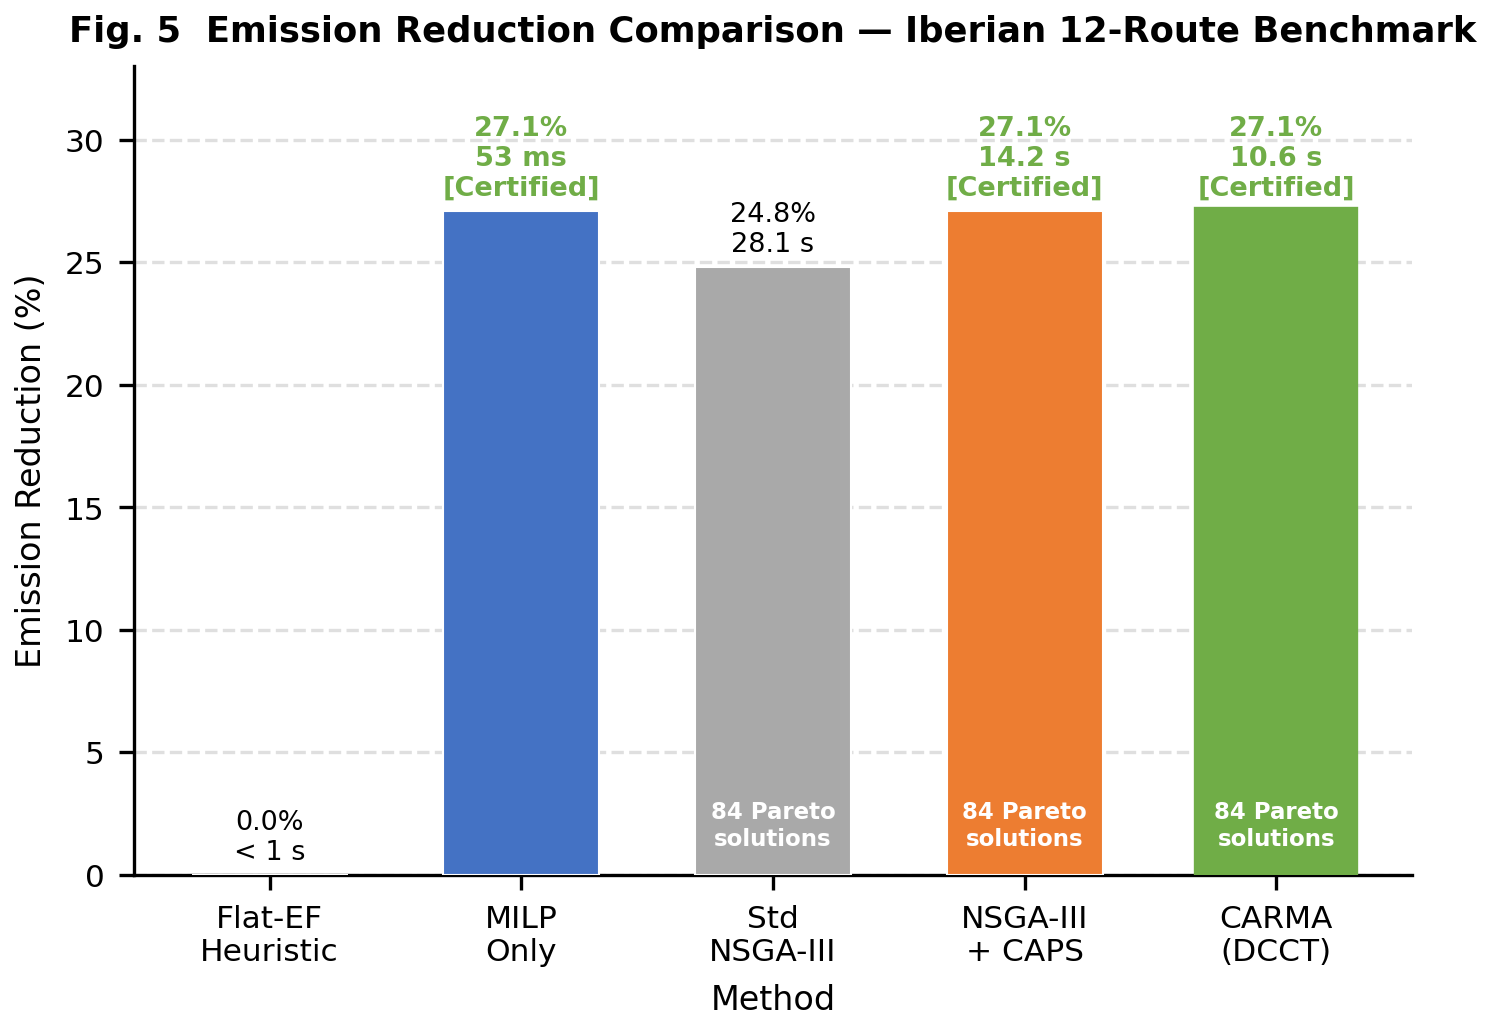 Fig. 5  Emission Reduction Comparison — Iberian 12-Route Benchmark
Emission Reduction (%)
30
25
20
15
10
5
0
0.0%
< 1 s
27.1%
53 ms
[Certified]
24.8%
28.1 s
27.1%
14.2 s
[Certified]
27.1%
10.6 s
[Certified]
84 Pareto
solutions
84 Pareto
solutions
84 Pareto
solutions
Flat-EF
Heuristic
MILP
Only
Std
NSGA-III
NSGA-III
+ CAPS
CARMA
(DCCT)
Method